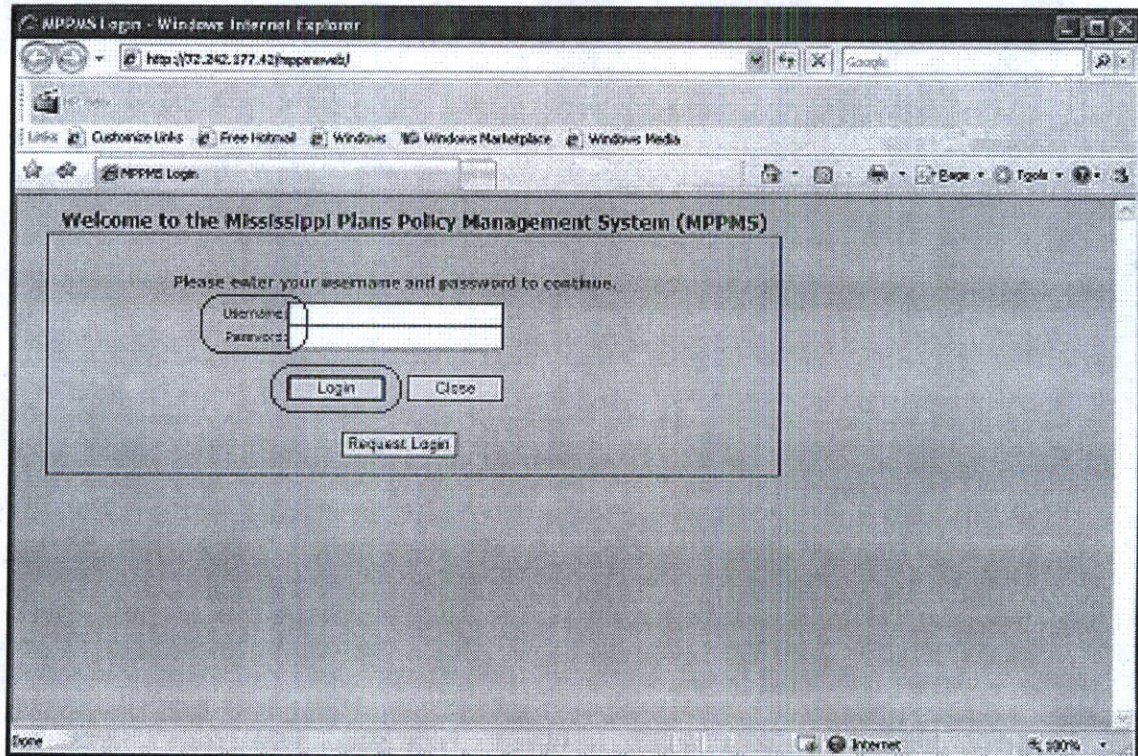 MPPMS Login - Windows Internet Explorer
Google
Links Customize Links Free Hotmail Windows Windows Marketplace Windows Media
MPPMS Login Page Tools
Welcome to the Mississippi Plans Policy Management System (MPPMS)
Please enter your username and password to continue.
Username:
Password:
Login Close
Request Login
Done Internet 100%